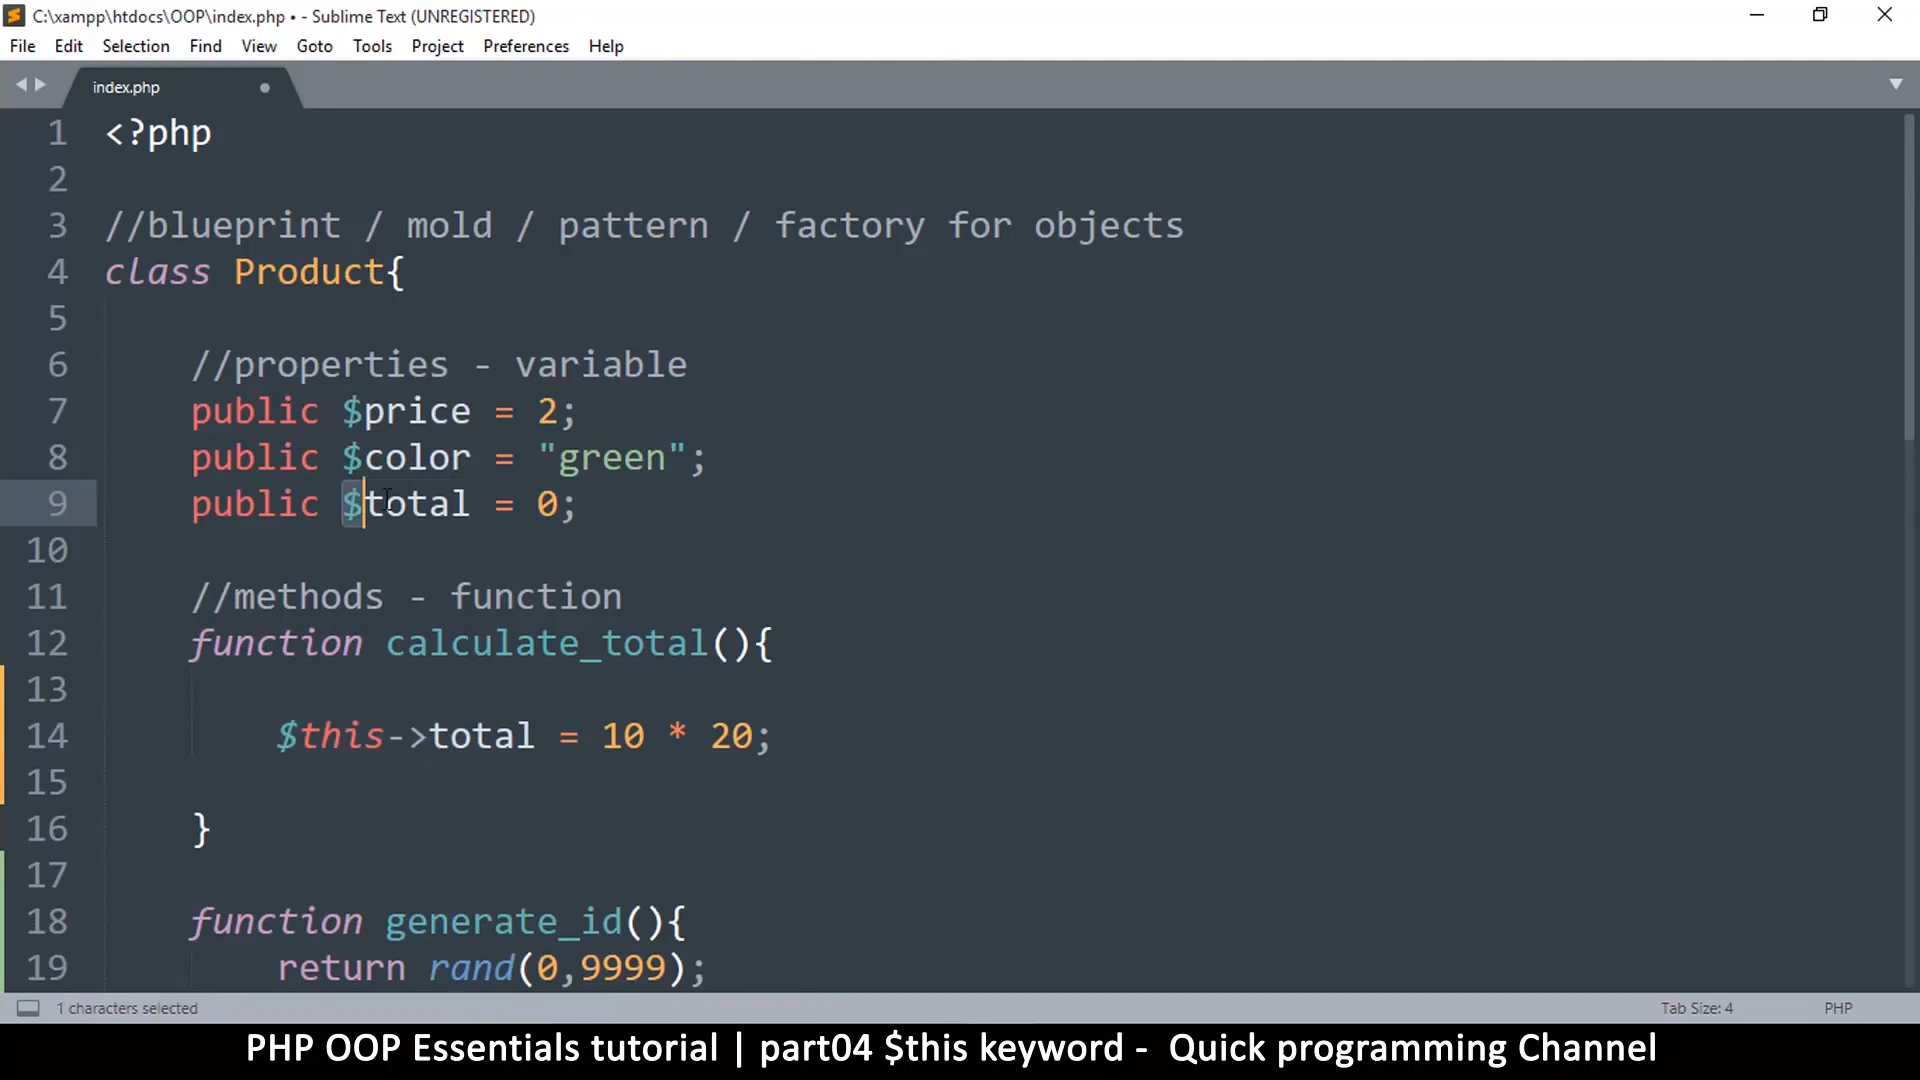 C:\xampp\htdocs\OOP\index.php • - Sublime Text (UNREGISTERED)
File Edit Selection Find View Goto Tools Project Preferences Help
index.php
1 <?php
2
3 //blueprint / mold / pattern / factory for objects
4 class Product{
5
6 //properties - variable
7 public $price = 2;
8 public $color = "green";
9 public $total = 0;
10
11 //methods - function
12 function calculate_total(){
13
14 $this->total = 10 * 20;
15
16 }
17
18 function generate_id(){
19 return rand(0,9999);
1 characters selected Tab Size: 4 PHP
PHP OOP Essentials tutorial | part04 $this keyword - Quick programming Channel